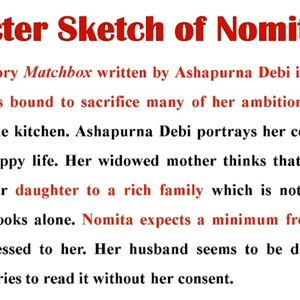 cter Sketch of Nomit
ory Matchbox written by Ashapurna Debi i
s bound to sacrifice many of her ambition
e kitchen. Ashapurna Debi portrays her c
ppy life. Her widowed mother thinks that
r daughter to a rich family which is not
ooks alone. Nomita expects a minimum fr
essed to her. Her husband seems to be d
ries to read it without her consent.